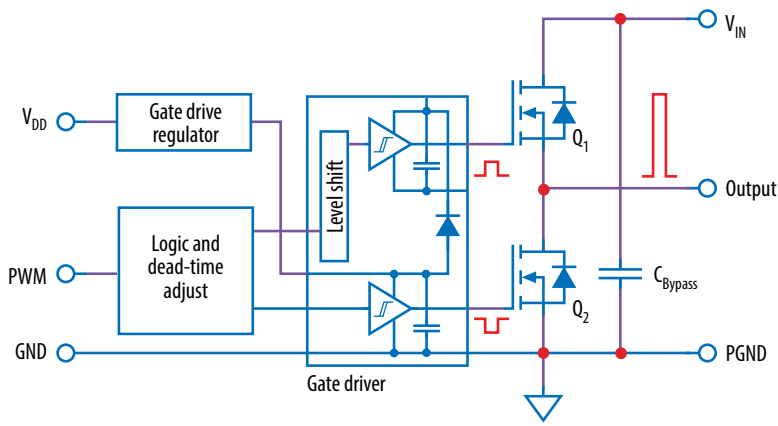 V_IN
V_DD
Gate drive
regulator
Level shift
Q_1
Output
Logic and
dead-time
adjust
PWM
C_Bypass
Q_2
GND
PGND
Gate driver